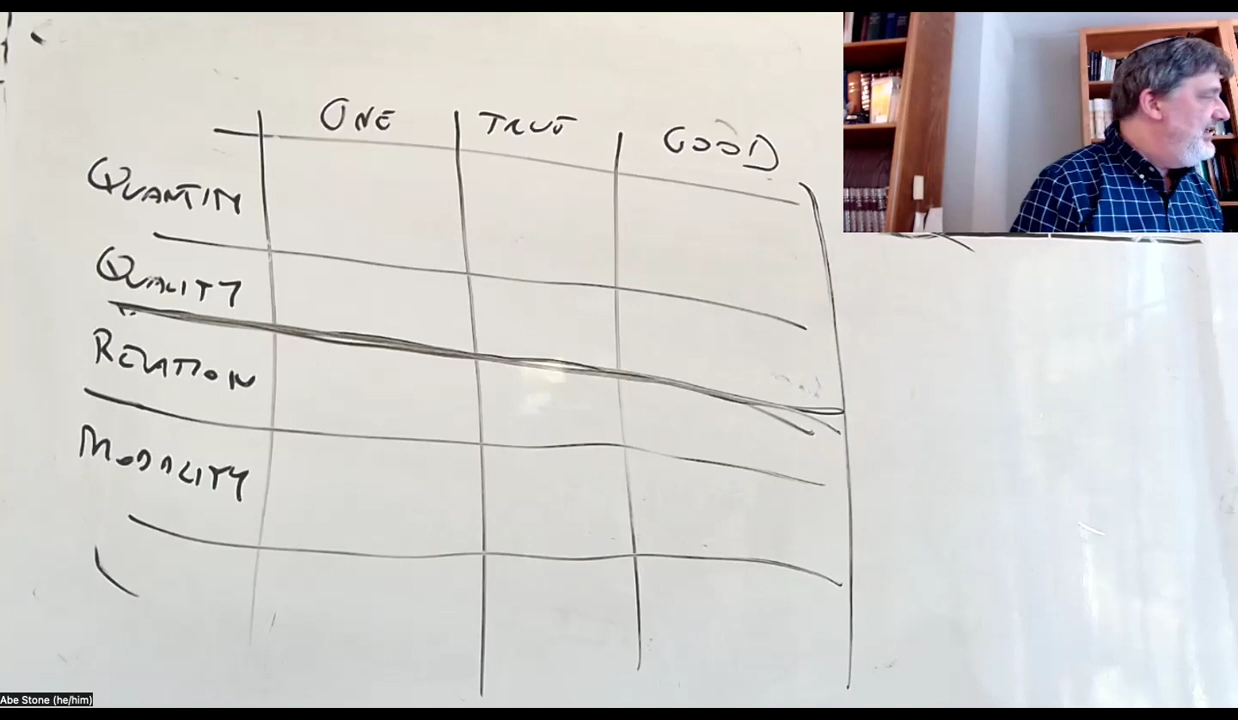 ONE TRUE GOOD
QUANTITY
QUALITY
RELATION
MODALITY
Abe Stone (he/him)